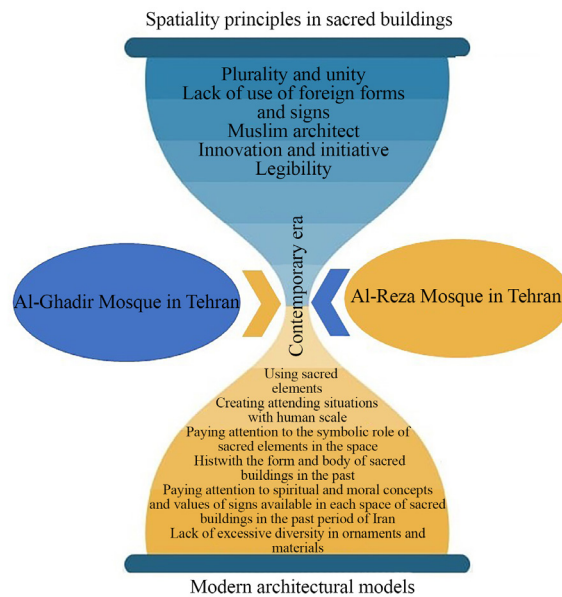 Spatiality principles in sacred buildings
Plurality and unity
Lack of use of foreign forms
and signs
Muslim architect
Innovation and initiative
Legibility
Contemporary era
Al-Ghadir Mosque in Tehran
Al-Reza Mosque in Tehran
Using sacred
elements
Creating attending situations
with human scale
Paying attention to the symbolic role of
sacred elements in the space
Histwith the form and body of sacred
buildings in the past
Paying attention to spiritual and moral concepts
and values of signs available in each space of sacred
buildings in the past period of Iran
Lack of excessive diversity in ornaments and
materials
Modern architectural models